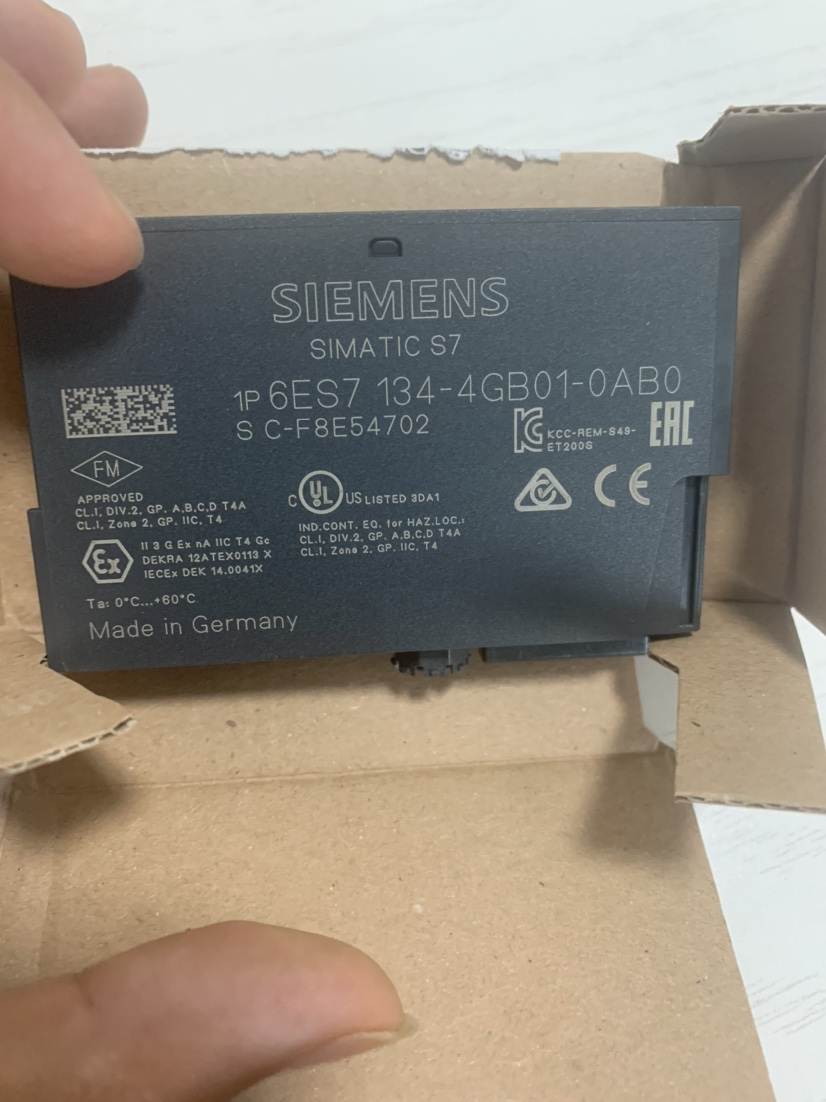 SIEMENS
SIMATIC S7
1P 6ES7 134-4GB01-0AB0
S C-F8E54702
KCC-REM-S49-
ET200S
EAC
FM
APPROVED
CL.I, DIV.2, GP. A,B,C,D T4A
CL.I, Zone 2, GP. IIC, T4
C UL US LISTED 3DA1
IND.CONT. EQ. for HAZ.LOC.:
CL.I, DIV.2, GP. A,B,C,D T4A
CL.I, Zone 2, GP. IIC, T4
CE
Ex
II 3 G Ex nA IIC T4 Gc
DEKRA 12ATEX0113 X
IECEx DEK 14.0041X
Ta: 0°C...+60°C
Made in Germany